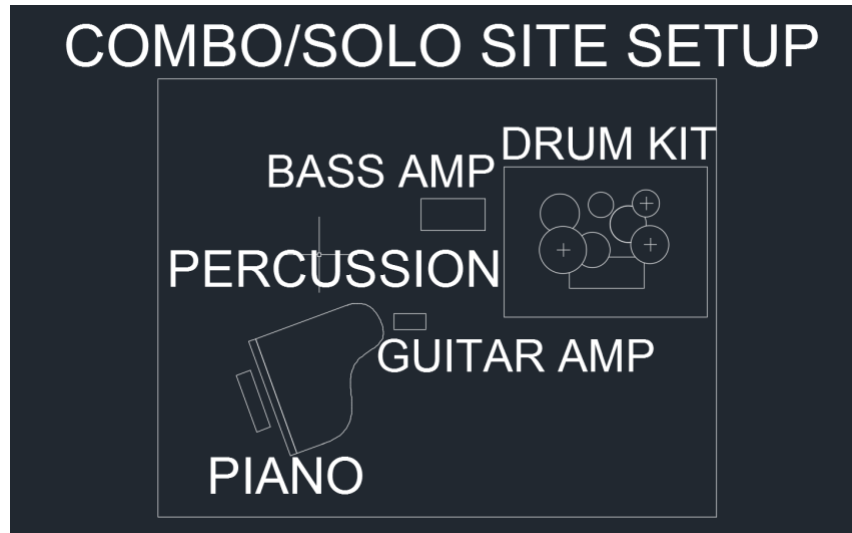 COMBO/SOLO SITE SETUP
DRUM KIT
BASS AMP
PERCUSSION
GUITAR AMP
PIANO